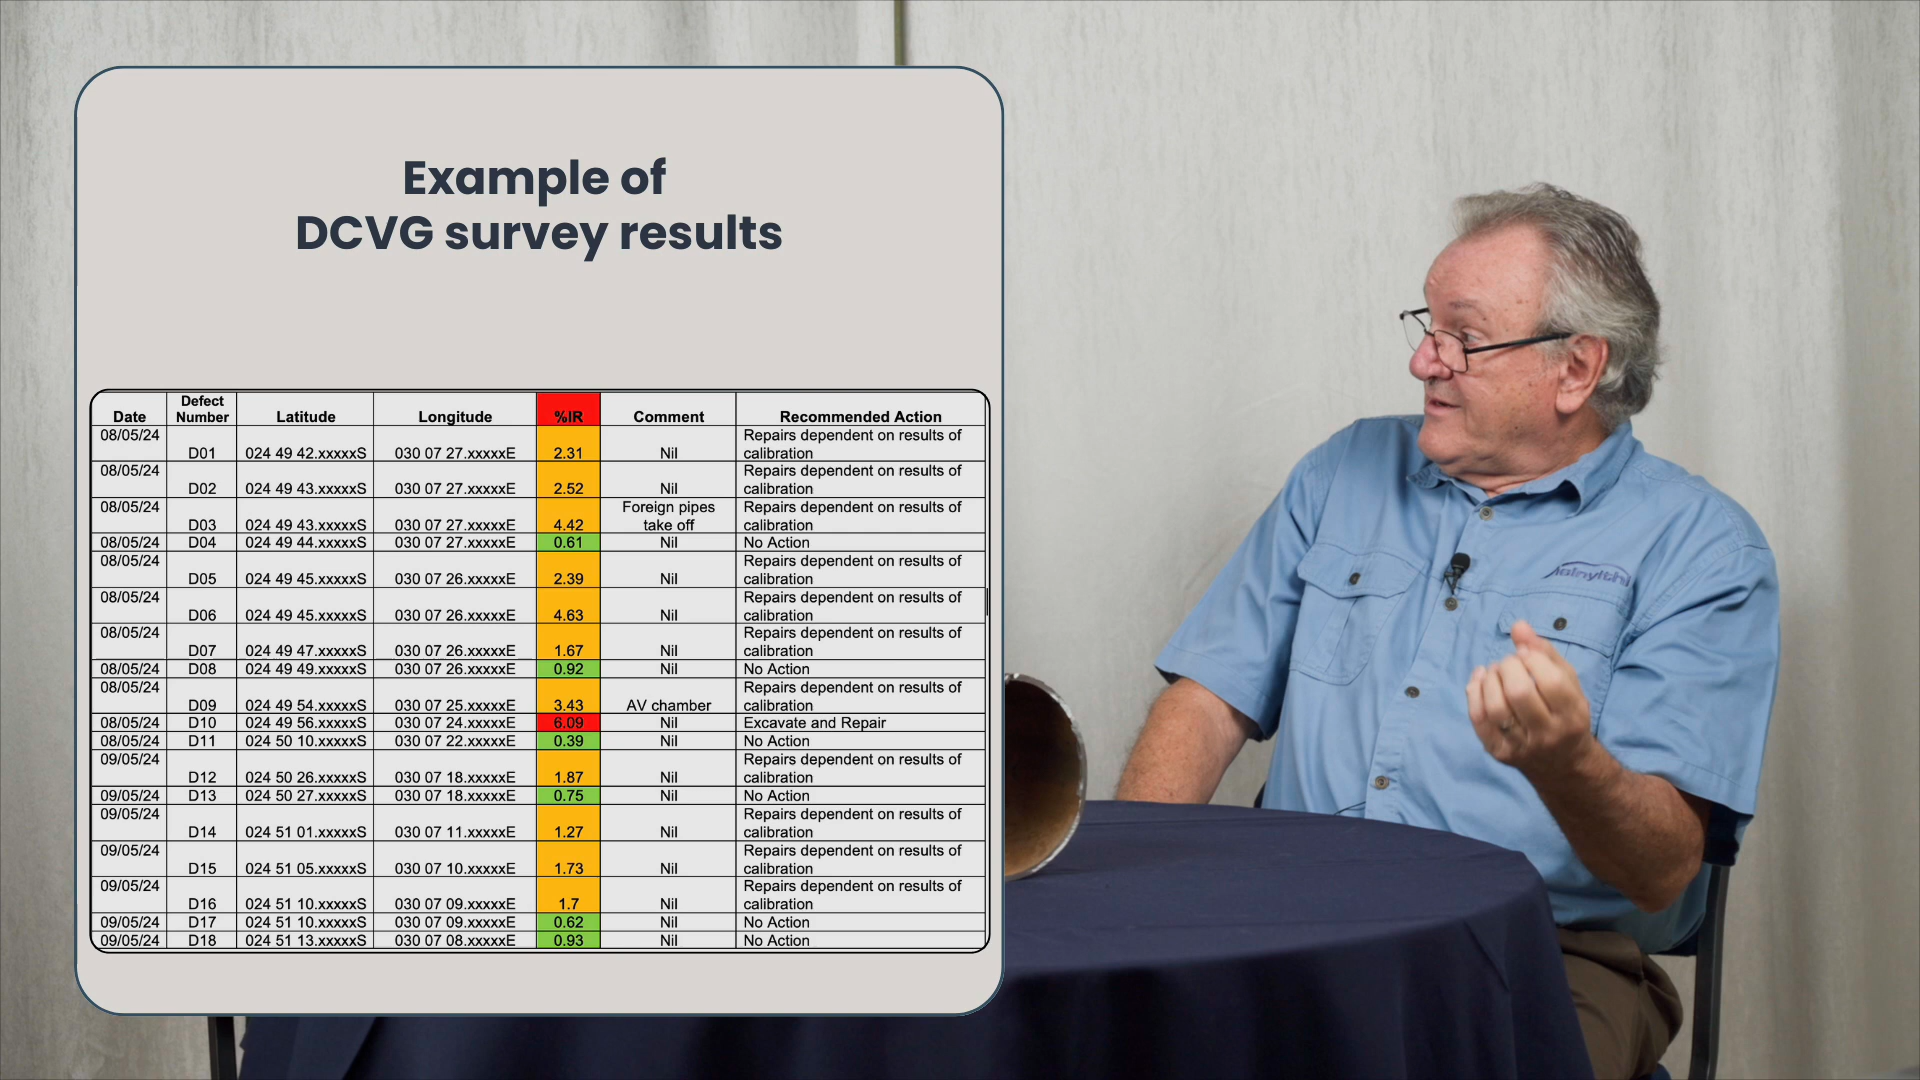 Example of
DCVG survey results
Date Defect Number Latitude Longitude %IR Comment Recommended Action
08/05/24 D01 024 49 42.xxxxxS 030 07 27.xxxxxE 2.31 Nil Repairs dependent on results of calibration
08/05/24 D02 024 49 43.xxxxxS 030 07 27.xxxxxE 2.52 Nil Repairs dependent on results of calibration
08/05/24 D03 024 49 43.xxxxxS 030 07 27.xxxxxE 4.42 Foreign pipes take off Repairs dependent on results of calibration
08/05/24 D04 024 49 44.xxxxxS 030 07 27.xxxxxE 0.61 Nil No Action
08/05/24 D05 024 49 45.xxxxxS 030 07 26.xxxxxE 2.39 Nil Repairs dependent on results of calibration
08/05/24 D06 024 49 45.xxxxxS 030 07 26.xxxxxE 4.63 Nil Repairs dependent on results of calibration
08/05/24 D07 024 49 47.xxxxxS 030 07 26.xxxxxE 1.67 Nil Repairs dependent on results of calibration
08/05/24 D08 024 49 49.xxxxxS 030 07 26.xxxxxE 0.92 Nil No Action
08/05/24 D09 024 49 54.xxxxxS 030 07 25.xxxxxE 3.43 AV chamber Repairs dependent on results of calibration
08/05/24 D10 024 49 56.xxxxxS 030 07 24.xxxxxE 6.09 Nil Excavate and Repair
08/05/24 D11 024 50 10.xxxxxS 030 07 22.xxxxxE 0.39 Nil No Action
09/05/24 D12 024 50 26.xxxxxS 030 07 18.xxxxxE 1.87 Nil Repairs dependent on results of calibration
09/05/24 D13 024 50 27.xxxxxS 030 07 18.xxxxxE 0.75 Nil No Action
09/05/24 D14 024 51 01.xxxxxS 030 07 11.xxxxxE 1.27 Nil Repairs dependent on results of calibration
09/05/24 D15 024 51 05.xxxxxS 030 07 10.xxxxxE 1.73 Nil Repairs dependent on results of calibration
09/05/24 D16 024 51 10.xxxxxS 030 07 09.xxxxxE 1.7 Nil Repairs dependent on results of calibration
09/05/24 D17 024 51 10.xxxxxS 030 07 09.xxxxxE 0.62 Nil No Action
09/05/24 D18 024 51 13.xxxxxS 030 07 08.xxxxxE 0.93 Nil No Action